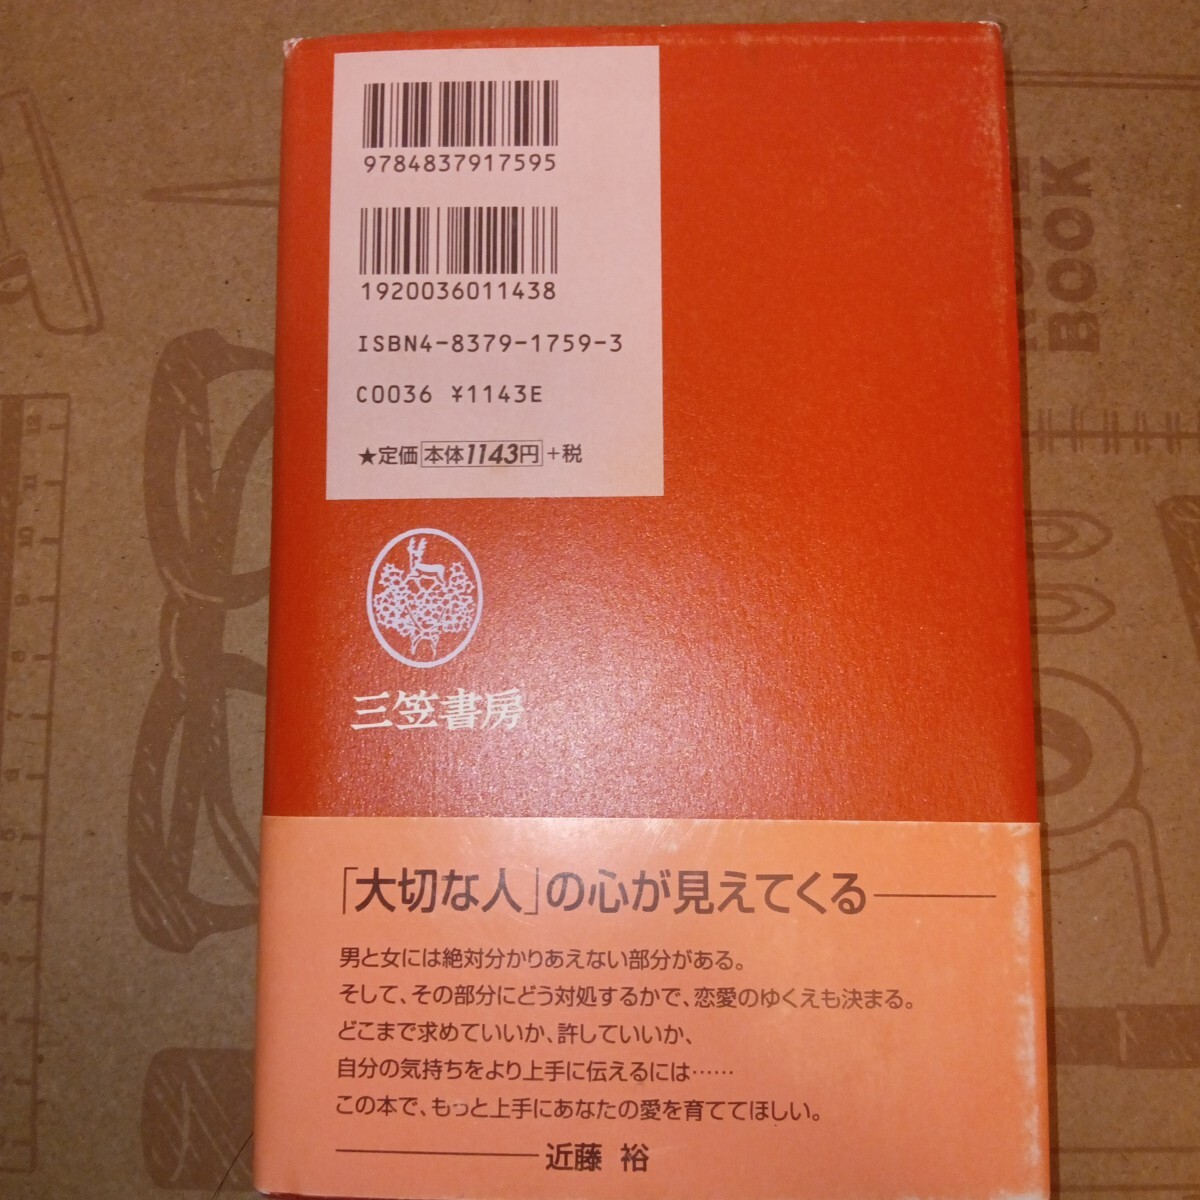 9784837917595
1920036011438
ISBN4-8379-1759-3
C0036 ¥1143E
★定価 本体1143円 +税
三笠書房
「大切な人」の心が見えてくる――
男と女には絶対分かりあえない部分がある。
そして、その部分にどう対処するかで、恋愛のゆくえも決まる。
どこまで求めていいか、許していいか、
自分の気持ちをより上手に伝えるには……
この本で、もっと上手にあなたの愛を育ててほしい。
――近藤 裕
BOOK